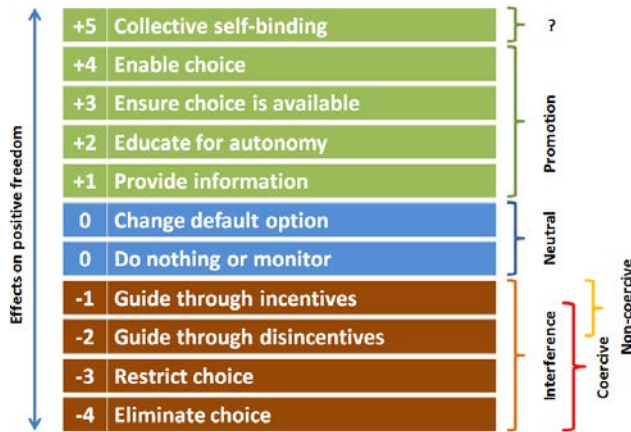 +5 Collective self-binding
?
+4 Enable choice
+3 Ensure choice is available
+2 Educate for autonomy
+1 Provide information
Promotion
0 Change default option
0 Do nothing or monitor
Neutral
-1 Guide through incentives
-2 Guide through disincentives
-3 Restrict choice
-4 Eliminate choice
Interference
Coercive
Non-coercive
Effects on positive freedom